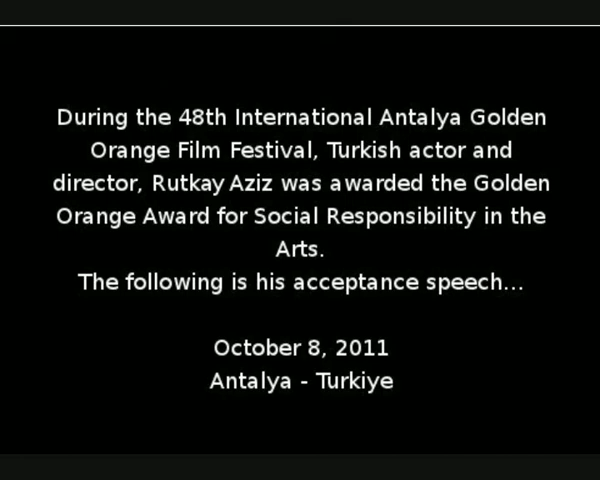 During the 48th International Antalya Golden
Orange Film Festival, Turkish actor and
director, Rutkay Aziz was awarded the Golden
Orange Award for Social Responsibility in the
Arts.
The following is his acceptance speech...
October 8, 2011
Antalya - Turkiye